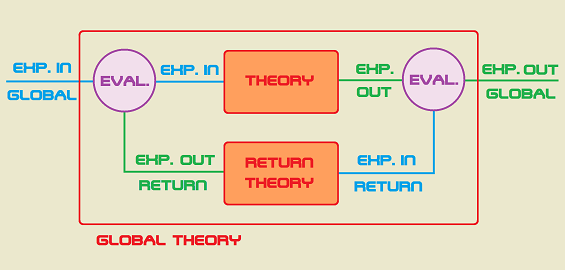 EXP. IN
GLOBAL
EVAL.
EXP. IN
THEORY
EXP.
OUT
EVAL.
EXP. OUT
GLOBAL
EXP. OUT
RETURN
RETURN
THEORY
EXP. IN
RETURN
GLOBAL THEORY